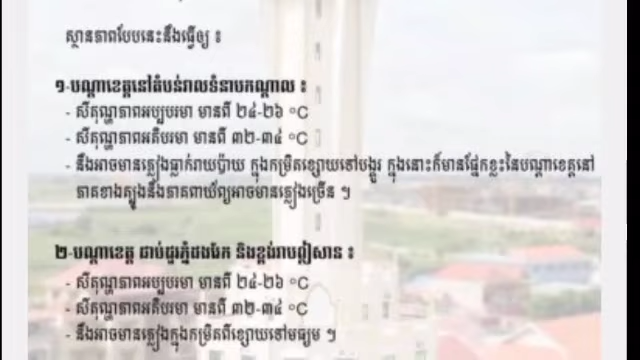 ស្ថានភាពបែបនេះនឹងធ្វើឲ្យ ៖
១-បណ្តាខេត្តនៅតំបន់វាលទំនាបកណ្តាល ៖
- សីតុណ្ហភាពអប្បបរមា មានពី ២៤-២៦ °C
- សីតុណ្ហភាពអតិបរមា មានពី ៣២-៣៤ °C
- នឹងអាចមានភ្លៀងធ្លាក់រាយប៉ាយ ក្នុងកម្រិតខ្សោយទៅបង្គួរ ក្នុងនោះក៏មានផ្នែកខ្លះនៃបណ្តាខេត្តនៅ
ភាគខាងត្បូងនិងភាគពាយ័ព្យអាចមានភ្លៀងច្រើន ។
២-បណ្តាខេត្ត ជាប់ជួរភ្នំដងរែក និងខ្ពង់រាបឦសាន ៖
- សីតុណ្ហភាពអប្បបរមា មានពី ២៤-២៦ °C
- សីតុណ្ហភាពអតិបរមា មានពី ៣២-៣៤ °C
- នឹងអាចមានភ្លៀងក្នុងកម្រិតពីខ្សោយទៅមធ្យម ។